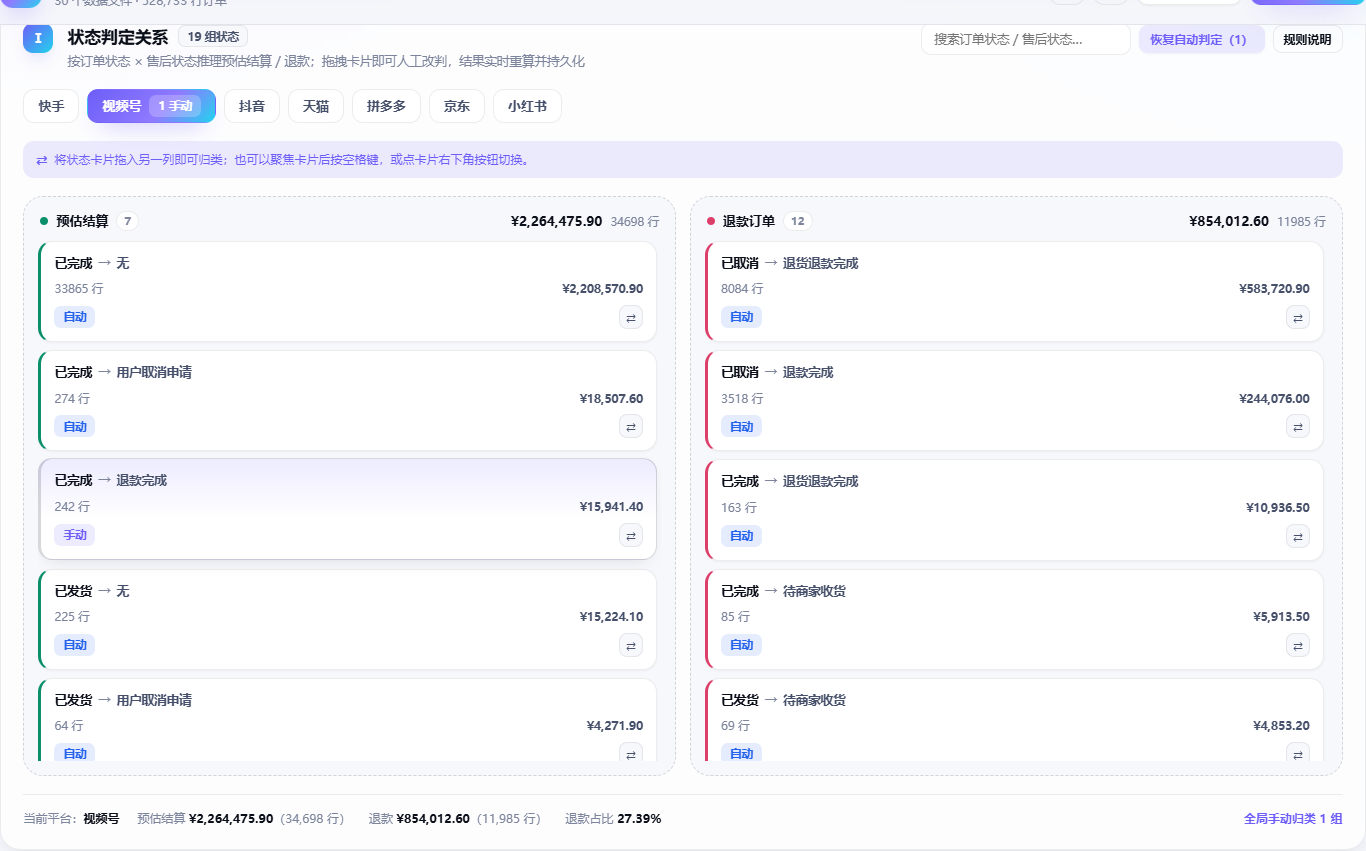 30 个数据文件 · 528,733 行订单
I 状态判定关系 19 组状态
按订单状态 × 售后状态推理预估结算 / 退款；拖拽卡片即可人工改判，结果实时重算并持久化
搜索订单状态 / 售后状态... 恢复自动判定（1） 规则说明
快手 视频号 1 手动 抖音 天猫 拼多多 京东 小红书
⇄ 将状态卡片拖入另一列即可归类；也可以聚焦卡片后按空格键，或点卡片右下角按钮切换。
预估结算 7 ¥2,264,475.90 34698 行
已完成 → 无
33865 行 ¥2,208,570.90
自动 ⇄
已完成 → 用户取消申请
274 行 ¥18,507.60
自动 ⇄
已完成 → 退款完成
242 行 ¥15,941.40
手动 ⇄
已发货 → 无
225 行 ¥15,224.10
自动 ⇄
已发货 → 用户取消申请
64 行 ¥4,271.90
自动 ⇄
退款订单 12 ¥854,012.60 11985 行
已取消 → 退货退款完成
8084 行 ¥583,720.90
自动 ⇄
已取消 → 退款完成
3518 行 ¥244,076.00
自动 ⇄
已完成 → 退货退款完成
163 行 ¥10,936.50
自动 ⇄
已完成 → 待商家收货
85 行 ¥5,913.50
自动 ⇄
已发货 → 待商家收货
69 行 ¥4,853.20
自动 ⇄
当前平台：视频号 预估结算 ¥2,264,475.90（34,698 行） 退款 ¥854,012.60（11,985 行） 退款占比 27.39% 全局手动归类 1 组